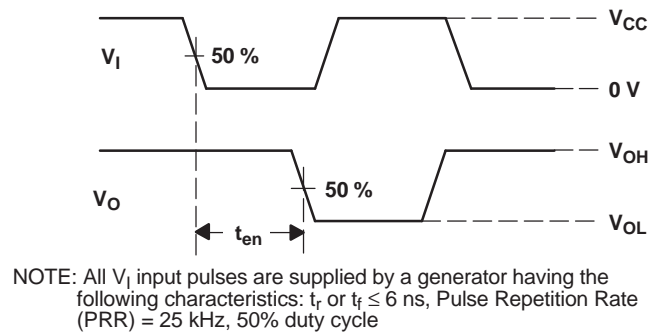 VCC
VI
50 %
0 V
VOH
VO
50 %
ten
VOL
NOTE: All VI input pulses are supplied by a generator having the
following characteristics: tr or tf ≤ 6 ns, Pulse Repetition Rate
(PRR) = 25 kHz, 50% duty cycle